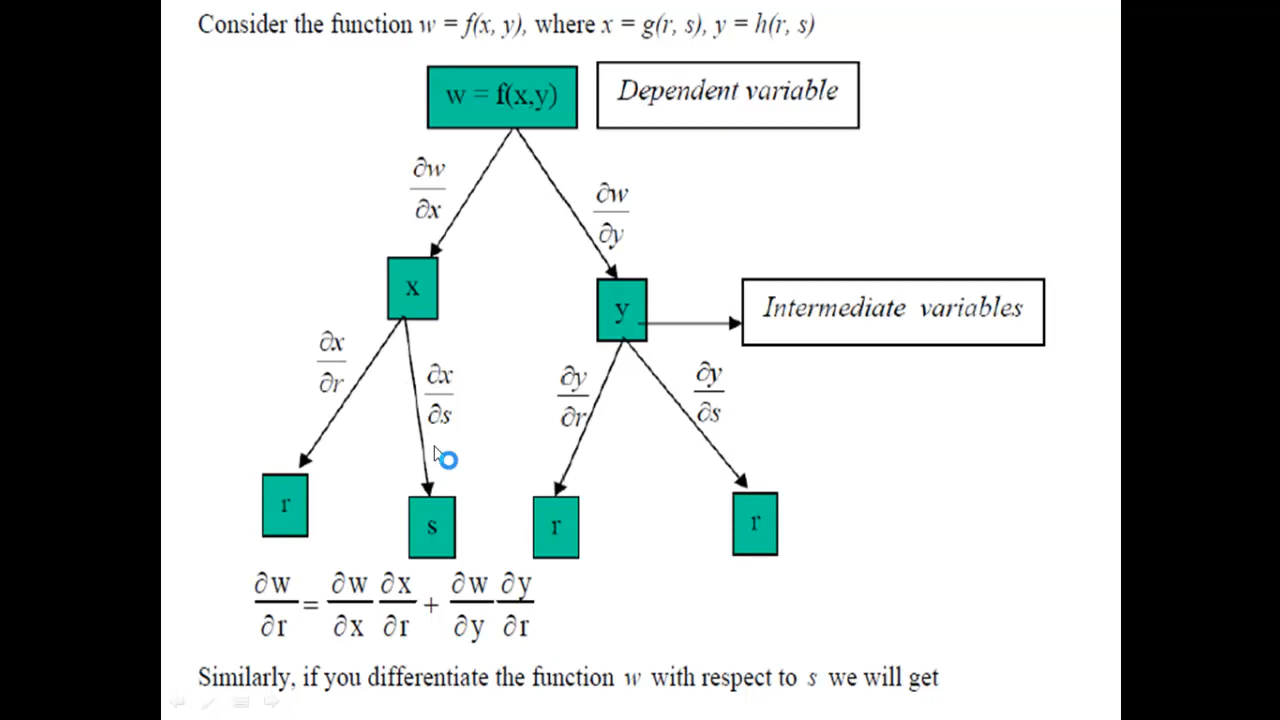 Consider the function w = f(x, y), where x = g(r, s), y = h(r, s)
w = f(x,y)
Dependent variable
∂w/∂x
∂w/∂y
x
y
Intermediate variables
∂x/∂r
∂x/∂s
∂y/∂r
∂y/∂s
r
s
r
r
∂w/∂r = ∂w/∂x ∂x/∂r + ∂w/∂y ∂y/∂r
Similarly, if you differentiate the function w with respect to s we will get